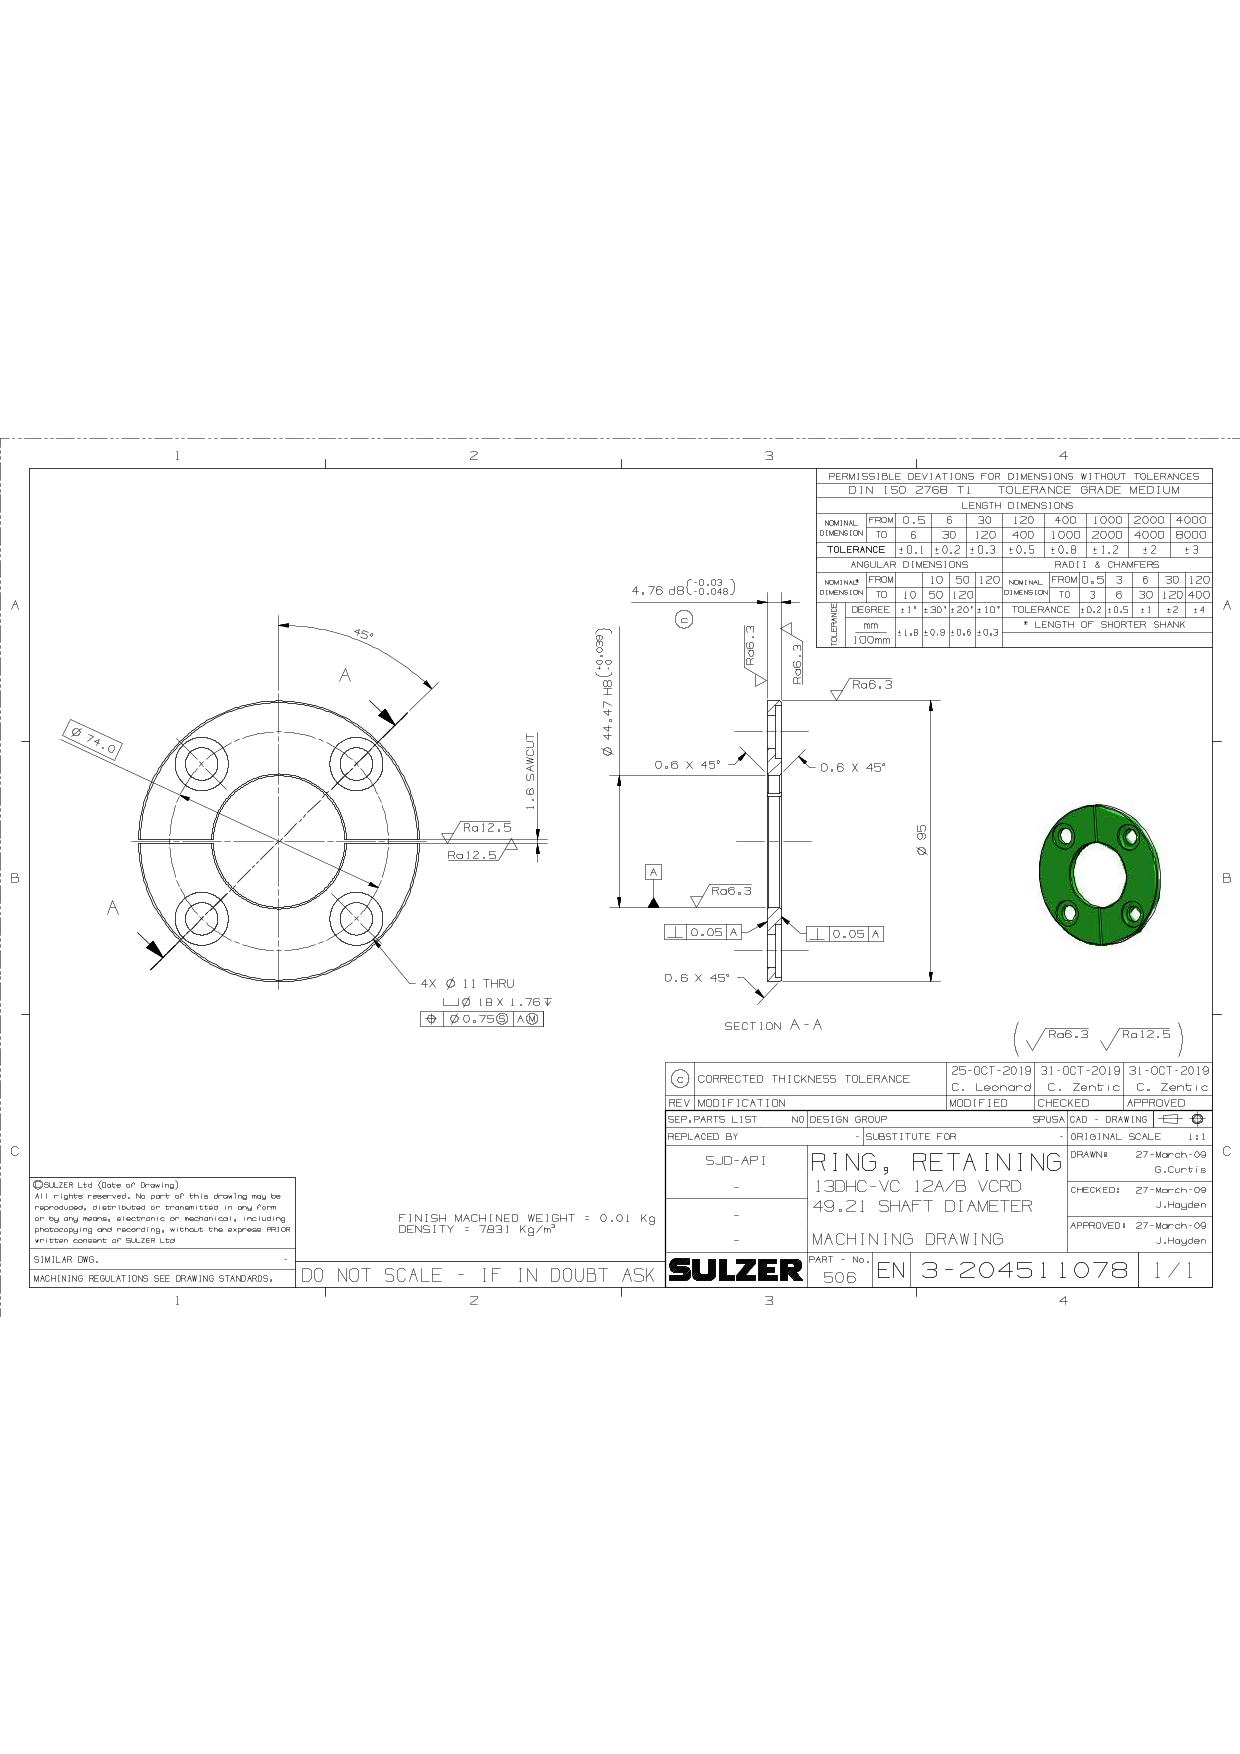 1 2 3 4
PERMISSIBLE DEVIATIONS FOR DIMENSIONS WITHOUT TOLERANCES
DIN ISO 2768 T1 TOLERANCE GRADE MEDIUM
LENGTH DIMENSIONS
NOMINAL DIMENSION FROM 0.5 6 30 120 400 1000 2000 4000
TO 6 30 120 400 1000 2000 4000 8000
TOLERANCE ±0.1 ±0.2 ±0.3 ±0.5 ±0.8 ±1.2 ±2 ±3
ANGULAR DIMENSIONS RADII & CHAMFERS
NOMINAL* DIMENSION FROM 10 50 120 NOMINAL DIMENSION FROM 0.5 3 6 30 120
TO 10 50 120 TO 3 6 30 120 400
TOLERANCE DEGREE ±1° ±30' ±20' ±10' TOLERANCE ±0.2 ±0.5 ±1 ±2 ±4
mm
100mm ±1.8 ±0.9 ±0.6 ±0.3 * LENGTH OF SHORTER SHANK
A A
4.76 d8(-0.03 -0.048)
Ø 44.47 H8(+0.039 -0)
Ra6.3
Ra6.3
Ra6.3
45°
A
Ø 74.0
1.6 SAWCUT
0.6 X 45°
0.6 X 45°
Ra12.5
Ra12.5
Ø 95
A
Ra6.3
B B
A
⊥ 0.05 A
⊥ 0.05 A
0.6 X 45°
4X Ø 11 THRU
⌴ Ø 18 X 1.76 ↧
⌖ Ø0.75Ⓢ AⓂ
SECTION A-A
(Ra6.3 Ra12.5)
Ⓒ CORRECTED THICKNESS TOLERANCE 25-OCT-2019 31-OCT-2019 31-OCT-2019
C. Leonard C. Zentic C. Zentic
REV MODIFICATION MODIFIED CHECKED APPROVED
SEP.PARTS LIST NO DESIGN GROUP SPUSA CAD - DRAWING
REPLACED BY - SUBSTITUTE FOR - ORIGINAL SCALE 1:1
C C
SJD-API
-
-
RING, RETAINING
13DHC-VC 12A/B VCRD
49.21 SHAFT DIAMETER
MACHINING DRAWING
DRAWN: 27-March-09
G.Curtis
CHECKED: 27-March-09
J.Hayden
APPROVED: 27-March-09
J.Hayden
©SULZER Ltd (Date of Drawing)
All rights reserved. No part of this drawing may be
reproduced, distributed or transmitted in any form
or by any means, electronic or mechanical, including
photocopying and recording, without the express PRIOR
written consent of SULZER Ltd
SIMILAR DWG. -
MACHINING REGULATIONS SEE DRAWING STANDARDS.
FINISH MACHINED WEIGHT = 0.01 Kg
DENSITY = 7831 Kg/m³
DO NOT SCALE - IF IN DOUBT ASK
SULZER
PART - No.
506
EN 3-204511078 1/1
1 2 3 4